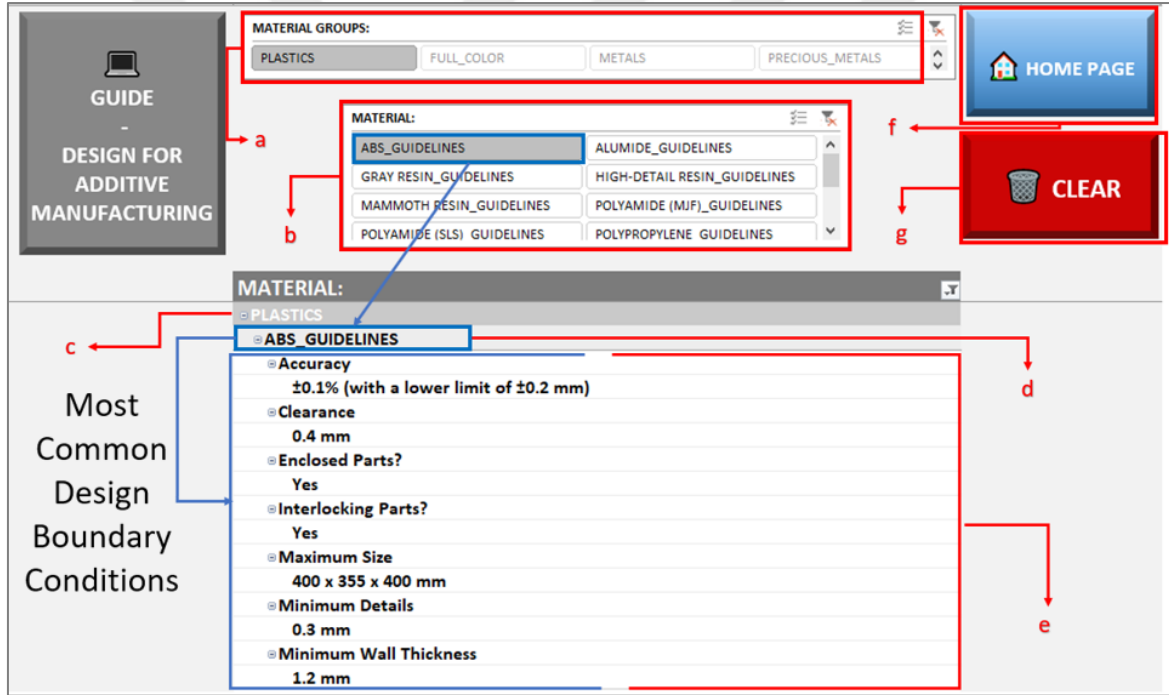 GUIDE
-
DESIGN FOR
ADDITIVE
MANUFACTURING
MATERIAL GROUPS:
PLASTICS FULL_COLOR METALS PRECIOUS_METALS
HOME PAGE
a
f
MATERIAL:
ABS_GUIDELINES ALUMIDE_GUIDELINES
GRAY RESIN_GUIDELINES HIGH-DETAIL RESIN_GUIDELINES
MAMMOTH RESIN_GUIDELINES POLYAMIDE (MJF)_GUIDELINES
POLYAMIDE (SLS)_GUIDELINES POLYPROPYLENE_GUIDELINES
b
CLEAR
g
MATERIAL:
PLASTICS
ABS_GUIDELINES
c
d
Accuracy
±0.1% (with a lower limit of ±0.2 mm)
Clearance
0.4 mm
Enclosed Parts?
Yes
Interlocking Parts?
Yes
Maximum Size
400 x 355 x 400 mm
Minimum Details
0.3 mm
Minimum Wall Thickness
1.2 mm
Most
Common
Design
Boundary
Conditions
e